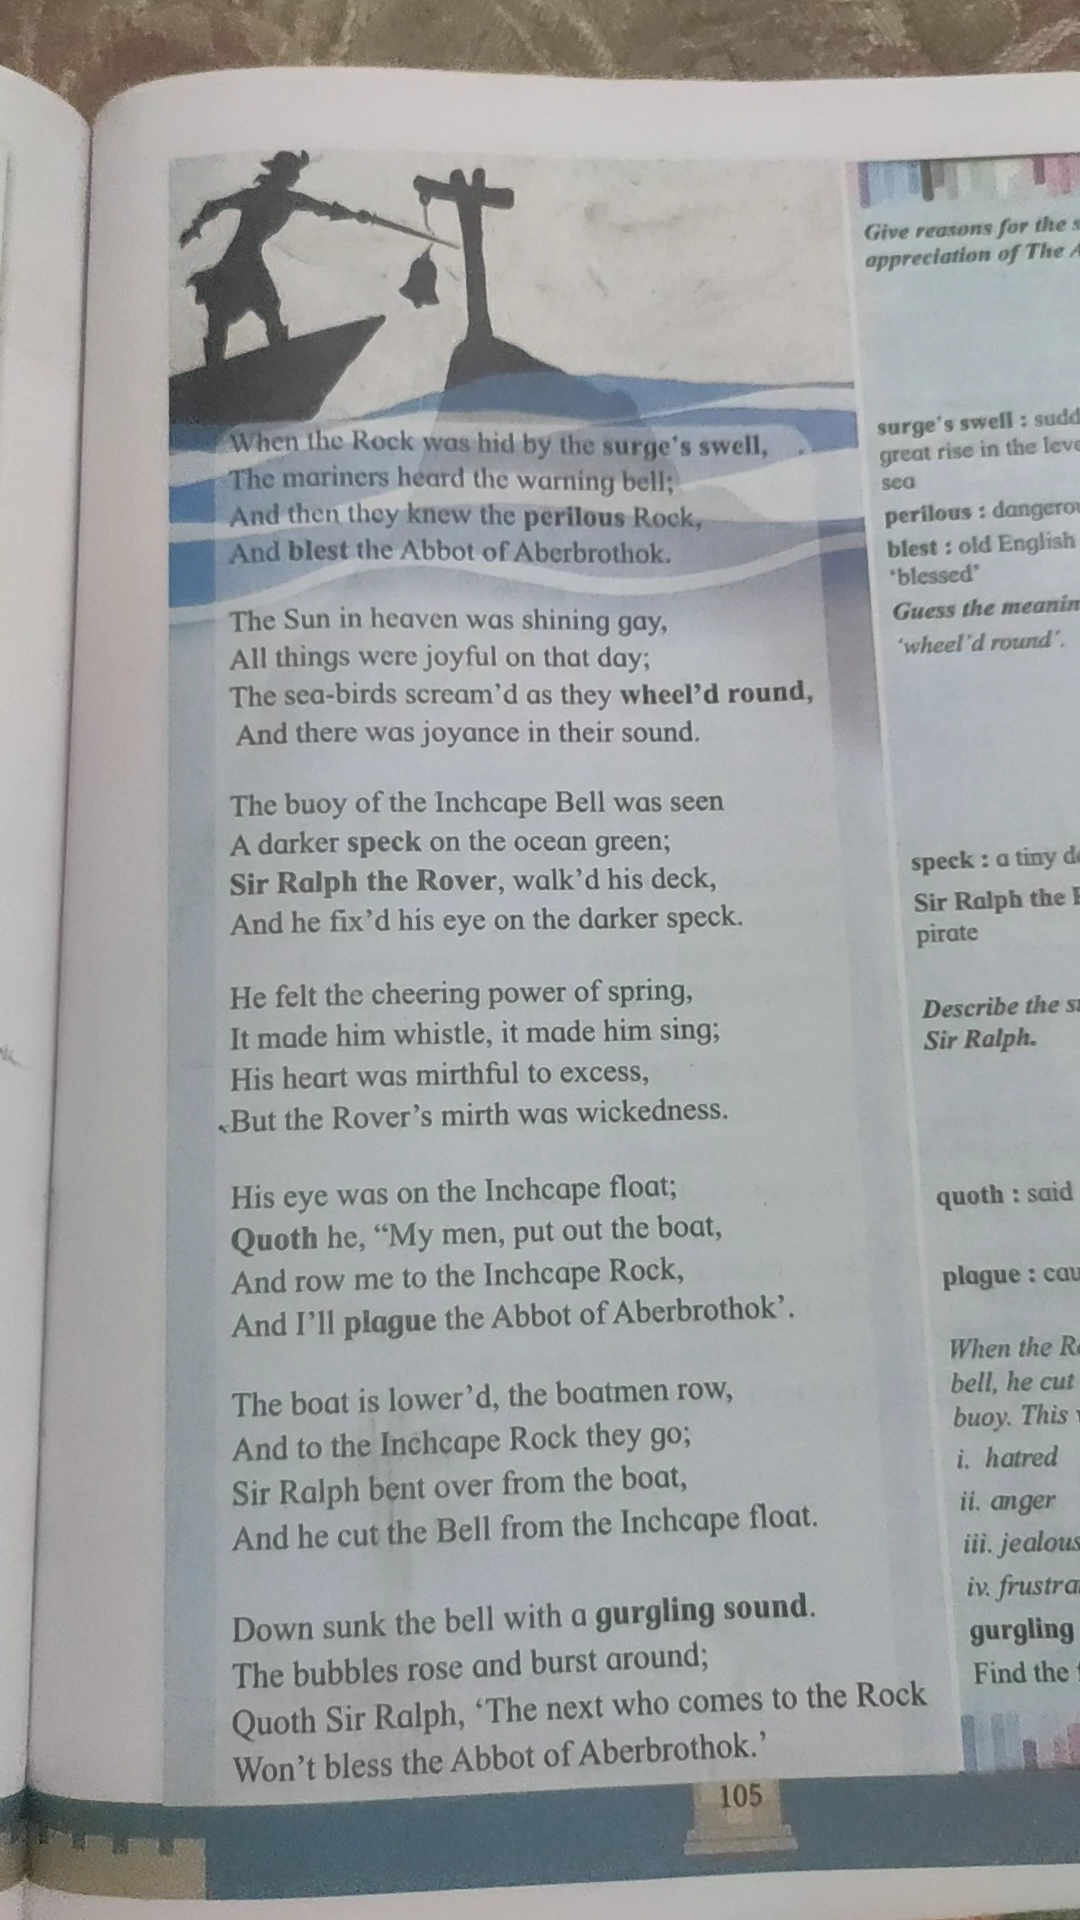 When the Rock was hid by the surge's swell,
The mariners heard the warning bell;
And then they knew the perilous Rock,
And blest the Abbot of Aberbrothok.
The Sun in heaven was shining gay,
All things were joyful on that day;
The sea-birds scream'd as they wheel'd round,
And there was joyance in their sound.
The buoy of the Inchcape Bell was seen
A darker speck on the ocean green;
Sir Ralph the Rover, walk'd his deck,
And he fix'd his eye on the darker speck.
He felt the cheering power of spring,
It made him whistle, it made him sing;
His heart was mirthful to excess,
But the Rover's mirth was wickedness.
His eye was on the Inchcape float;
Quoth he, “My men, put out the boat,
And row me to the Inchcape Rock,
And I'll plague the Abbot of Aberbrothok’.
The boat is lower'd, the boatmen row,
And to the Inchcape Rock they go;
Sir Ralph bent over from the boat,
And he cut the Bell from the Inchcape float.
Down sunk the bell with a gurgling sound.
The bubbles rose and burst around;
Quoth Sir Ralph, ‘The next who comes to the Rock
Won't bless the Abbot of Aberbrothok.’
105
Give reasons for the
appreciation of The
surge's swell :
great rise in the
sea
perilous :
blest : old English
‘blessed’
Guess the
‘wheel'd round’.
speck : a tiny
Sir Ralph the
pirate
Describe the
Sir Ralph.
quoth : said
plague :
When the
bell, he cut
buoy. This
i. hatred
ii. anger
iii.
iv.
gurgling
Find the